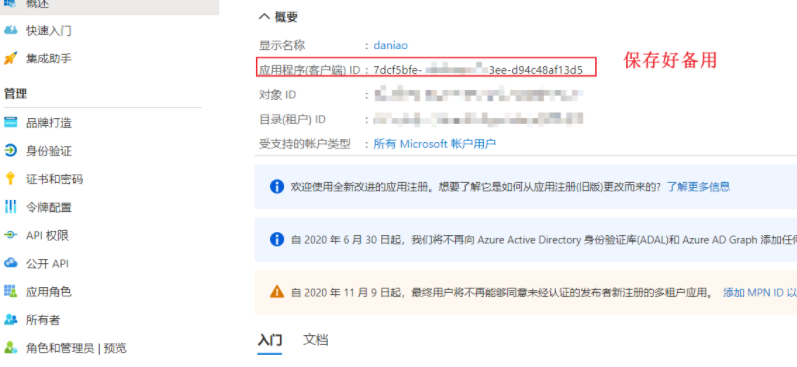 概述
快速入门
集成助手
管理
品牌打造
身份验证
证书和密码
令牌配置
API 权限
公开 API
应用角色
所有者
角色和管理员 | 预览
概要
显示名称 : daniao
应用程序(客户端) ID : 7dcf5bfe- 3ee-d94c48af13d5
保存好备用
对象 ID :
目录(租户) ID :
受支持的帐户类型 : 所有 Microsoft 帐户用户
欢迎使用全新改进的应用注册。想要了解它是如何从应用注册(旧版)更改而来的? 了解更多信息
自 2020 年 6 月 30 日起，我们将不再向 Azure Active Directory 身份验证库(ADAL)和 Azure AD Graph 添加任何
自 2020 年 11 月 9 日起，最终用户将不再能够同意未经认证的发布者新注册的多租户应用。 添加 MPN ID 以
入门 文档